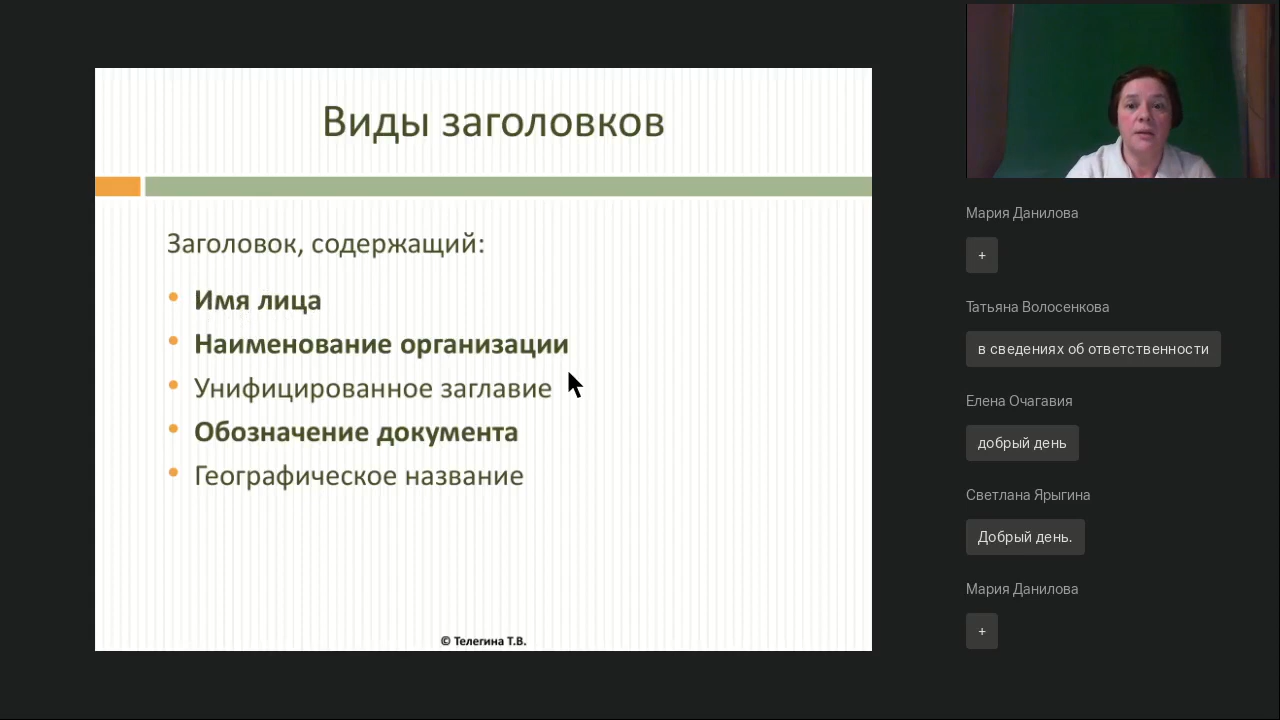 Виды заголовков
Заголовок, содержащий:
• Имя лица
• Наименование организации
• Унифицированное заглавие
• Обозначение документа
• Географическое название
© Телегина Т.В.
Мария Данилова
+
Татьяна Волосенкова
в сведениях об ответственности
Елена Очагавия
добрый день
Светлана Ярыгина
Добрый день.
Мария Данилова
+